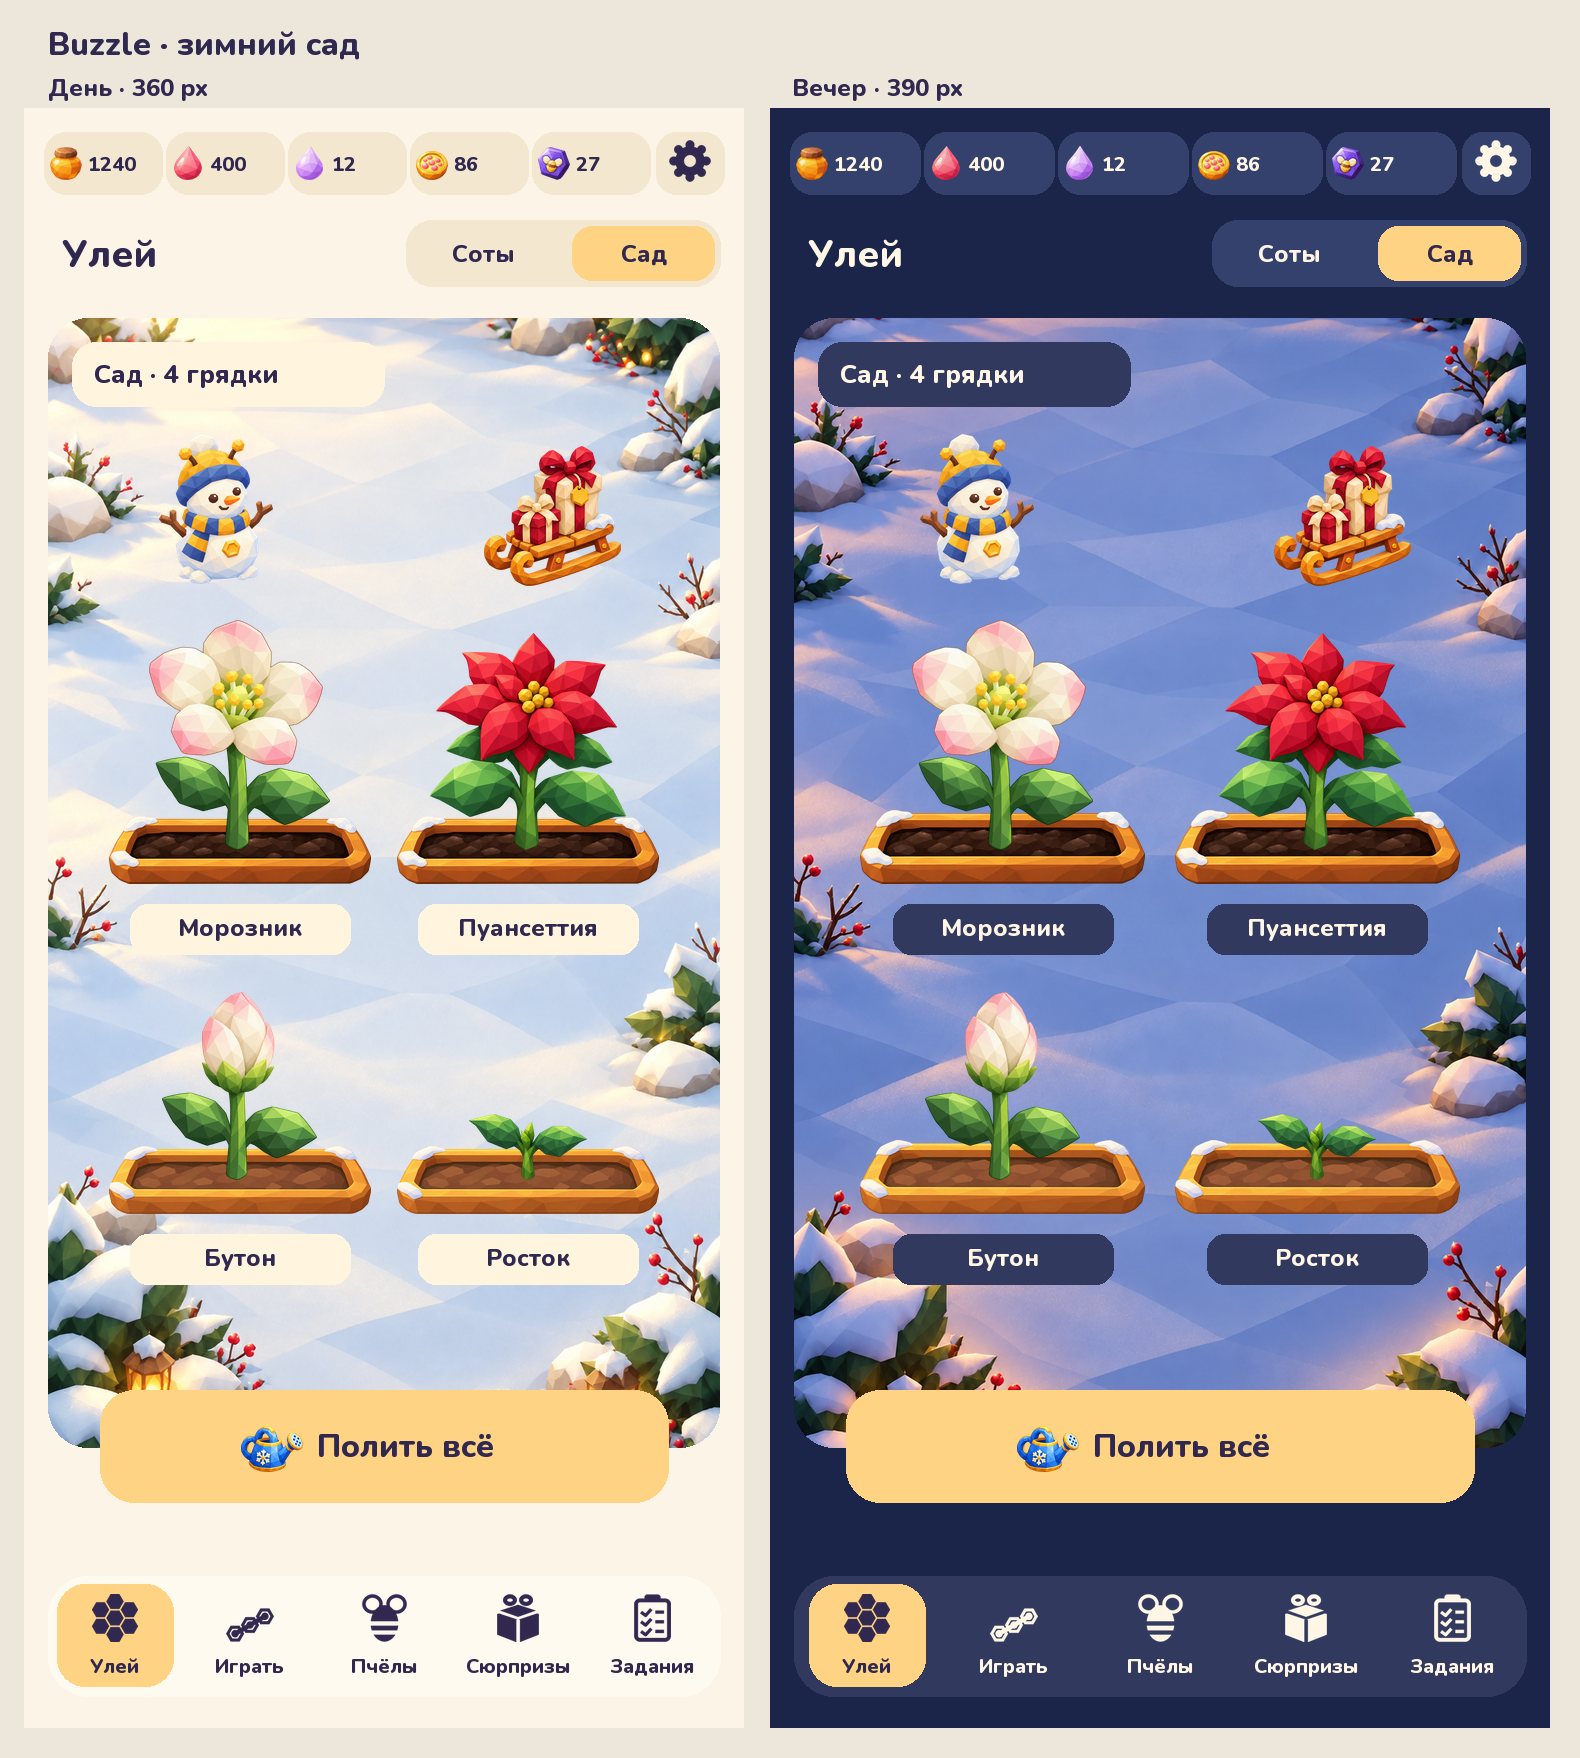 Buzzle · зимний сад
День · 360 px
1240 400 12 86 27
Улей
Соты Сад
Сад · 4 грядки
Морозник Пуансеттия
Бутон Росток
Полить всё
Улей Играть Пчёлы Сюрпризы Задания
Вечер · 390 px
1240 400 12 86 27
Улей
Соты Сад
Сад · 4 грядки
Морозник Пуансеттия
Бутон Росток
Полить всё
Улей Играть Пчёлы Сюрпризы Задания